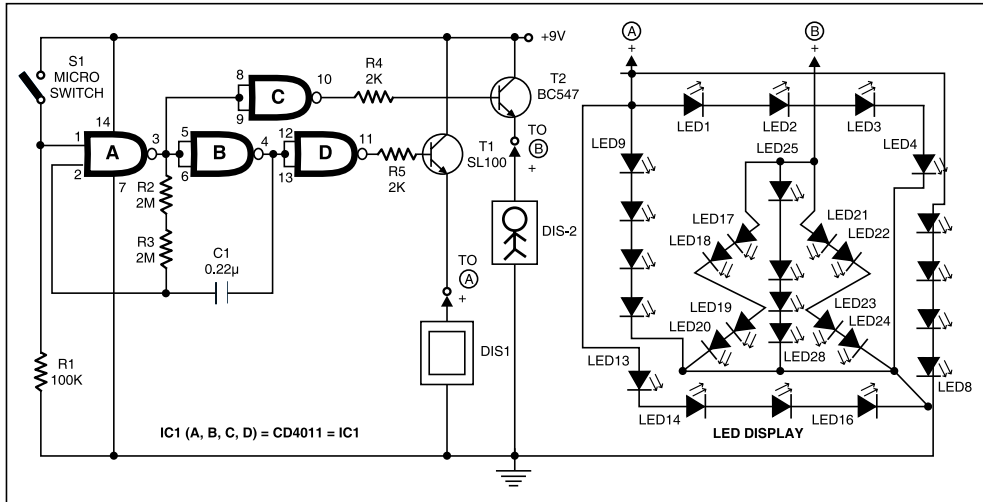 S1
MICRO
SWITCH
+9V
T2
BC547
R4
2K
8
9
10
C
14
1
2
3
A
7
5
6
4
B
12
13
11
D
R5
2K
T1
SL100
TO
B
+
R2
2M
R3
2M
C1
0.22µ
DIS-2
TO
A
+
DIS1
R1
100K
IC1 (A, B, C, D) = CD4011 = IC1
A
+
B
+
LED1
LED2
LED3
LED4
LED9
LED25
LED17
LED18
LED21
LED22
LED19
LED20
LED23
LED24
LED28
LED13
LED8
LED14
LED16
LED DISPLAY